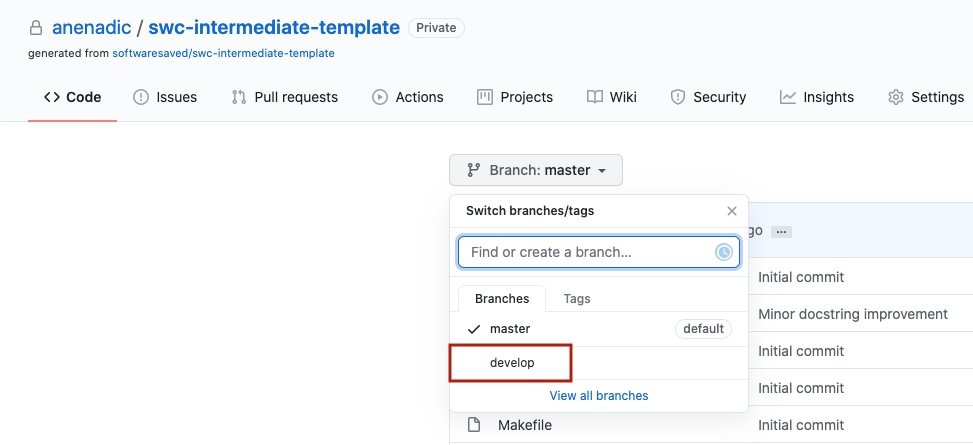 anenadic / swc-intermediate-template Private
generated from softwaresaved/swc-intermediate-template
Code Issues Pull requests Actions Projects Wiki Security Insights Settings
Branch: master
Switch branches/tags
go ...
Find or create a branch...
Initial commit
Branches Tags
Minor docstring improvement
master default
Initial commit
develop
Initial commit
View all branches
Makefile Initial commit